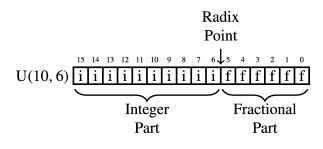 Radix
Point
15 14 13 12 11 10 9 8 7 6 5 4 3 2 1 0
U(10, 6) i i i i i i i i i i f f f f f f
Integer Fractional
Part Part